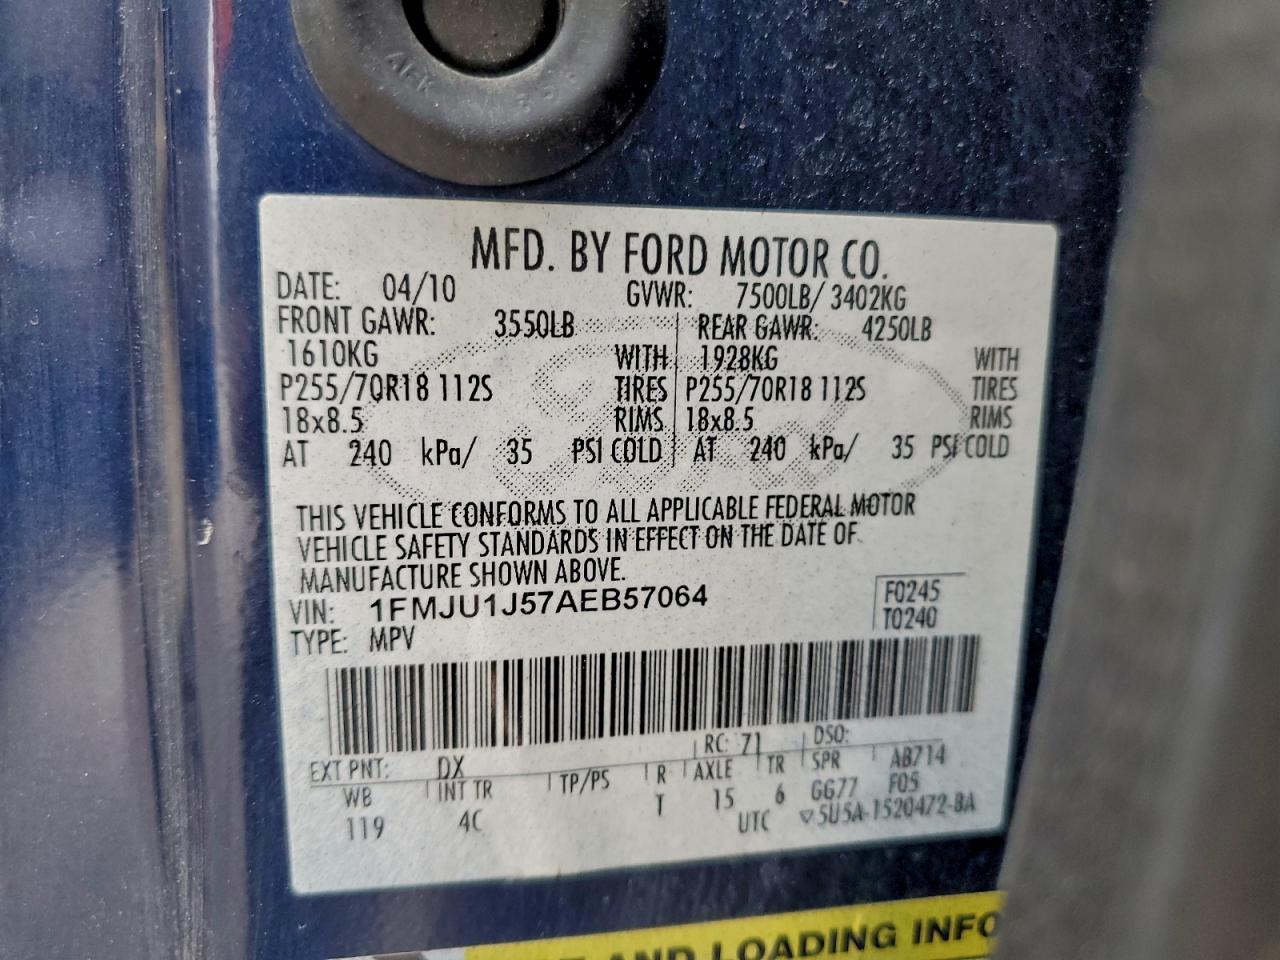 AFK
MFD. BY FORD MOTOR CO.
DATE: 04/10 GVWR: 7500LB/ 3402KG
FRONT GAWR: 3550LB REAR GAWR: 4250LB
1610KG WITH 1928KG WITH
P255/70R18 112S TIRES P255/70R18 112S TIRES
18x8.5 RIMS 18x8.5 RIMS
AT 240 kPa/ 35 PSI COLD AT 240 kPa/ 35 PSI COLD
THIS VEHICLE CONFORMS TO ALL APPLICABLE FEDERAL MOTOR
VEHICLE SAFETY STANDARDS IN EFFECT ON THE DATE OF
MANUFACTURE SHOWN ABOVE.
VIN: 1FMJU1J57AEB57064 F0245
TYPE: MPV T0240
EXT PNT: DX RC: 71 DSO:
WB INT TR TP/PS R AXLE TR SPR AB714
119 4C T 15 6 GG77 F05
UTC ▽5U5A-1520472-BA
AND LOADING INFO